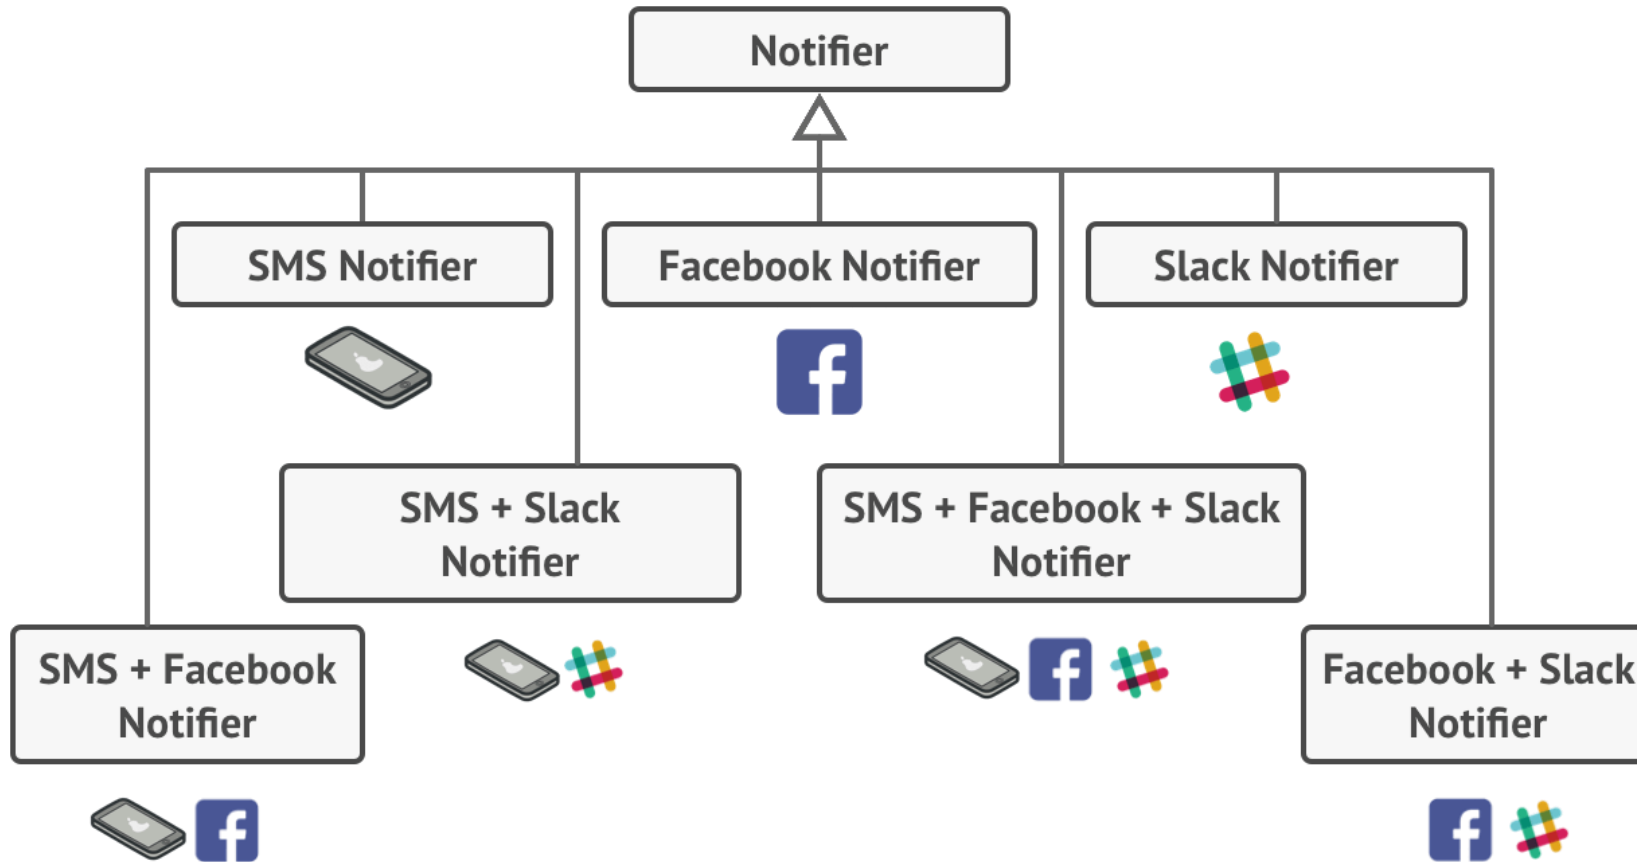 Notifier
SMS Notifier
Facebook Notifier
Slack Notifier
SMS + Slack
Notifier
SMS + Facebook + Slack
Notifier
SMS + Facebook
Notifier
Facebook + Slack
Notifier